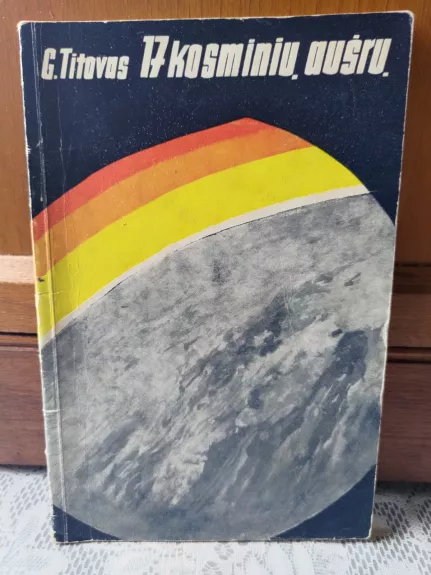 G. Titovas 17 kosminių aušrų